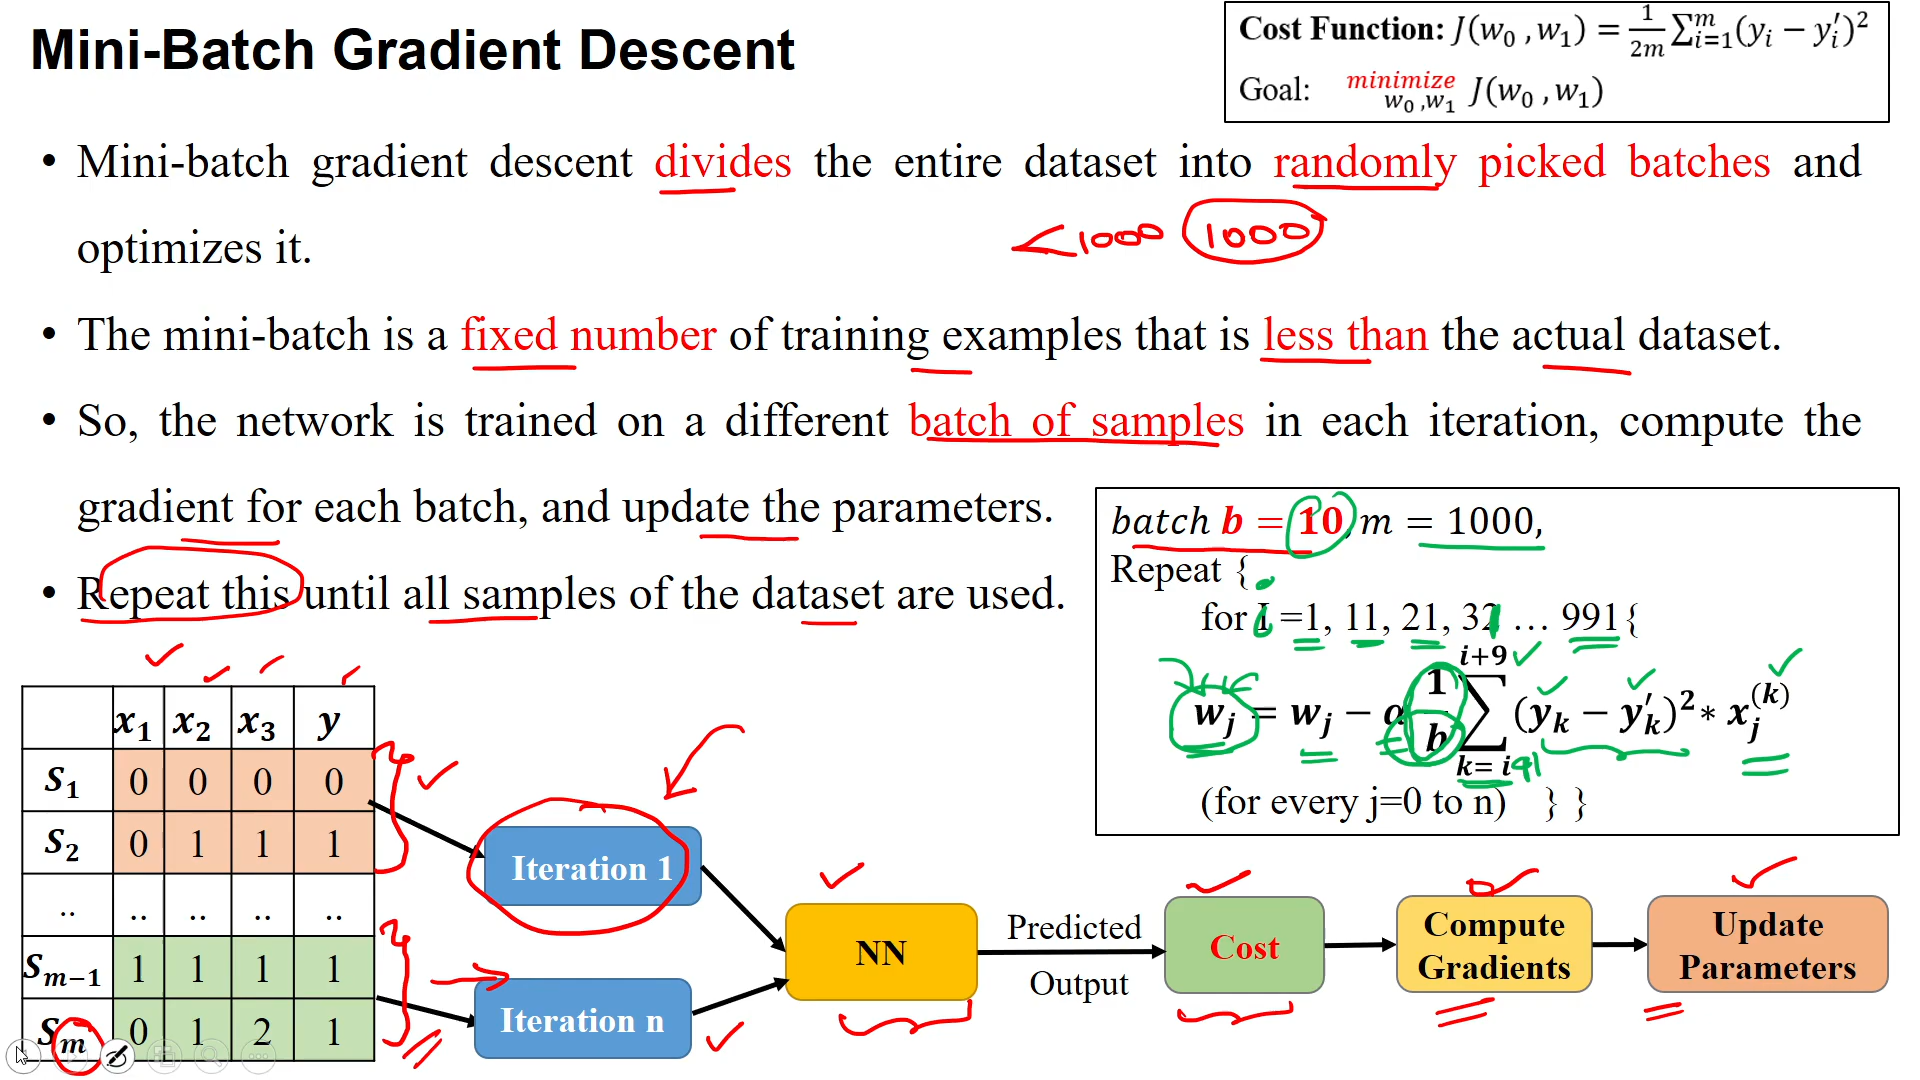 Mini-Batch Gradient Descent
Cost Function: J(w₀ ,w₁) = 1/2m ∑ᵢ₌₁ᵐ(yᵢ − yᵢ′)²
Goal: minimize w₀ ,w₁ J(w₀ ,w₁)
• Mini-batch gradient descent divides the entire dataset into randomly picked batches and
optimizes it.
<1000 1000
• The mini-batch is a fixed number of training examples that is less than the actual dataset.
• So, the network is trained on a different batch of samples in each iteration, compute the
gradient for each batch, and update the parameters.
• Repeat this until all samples of the dataset are used.
batch b = 10, m = 1000,
Repeat {
for i =1, 11, 21, 31 … 991{
wⱼ = wⱼ − α 1/b ∑ₖ₌ᵢⁱ⁺⁹ (yₖ − yₖ′)² * xⱼ⁽ᵏ⁾
91
(for every j=0 to n) } }
x₁ x₂ x₃ y
S₁ 0 0 0 0
S₂ 0 1 1 1
.. .. .. .. ..
Sₘ₋₁ 1 1 1 1
Sₘ 0 1 2 1
Iteration 1
Iteration n
NN
Predicted
Output
Cost
Compute
Gradients
Update
Parameters